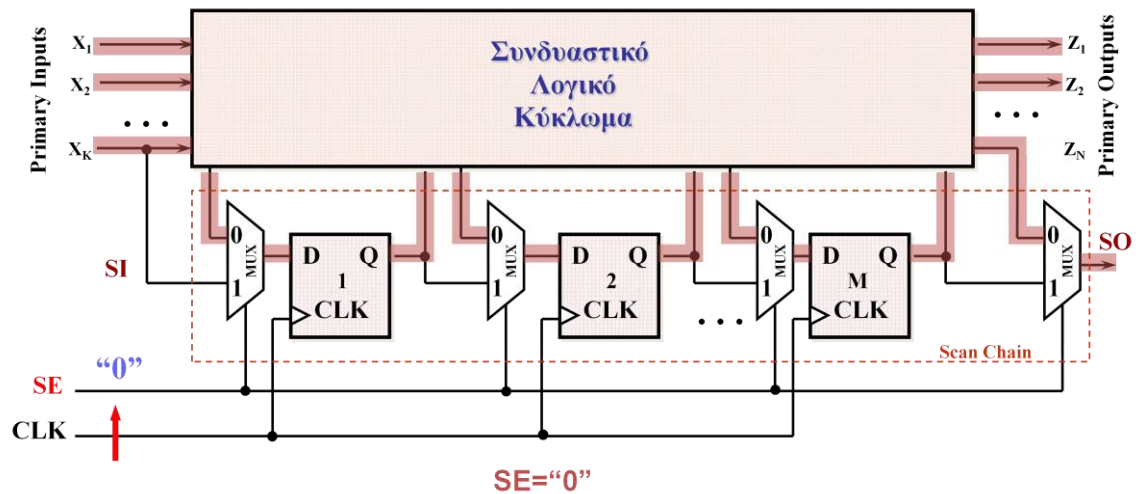 Primary Inputs
X1
X2
• • •
XK
Συνδυαστικό
Λογικό
Κύκλωμα
Z1
Z2
• • •
ZN
Primary Outputs
SI
0
1
MUX
D Q
1
CLK
0
1
MUX
D Q
2
CLK
• • •
0
1
MUX
D Q
M
CLK
0
1
MUX
SO
Scan Chain
“0”
SE
CLK
SE=“0”